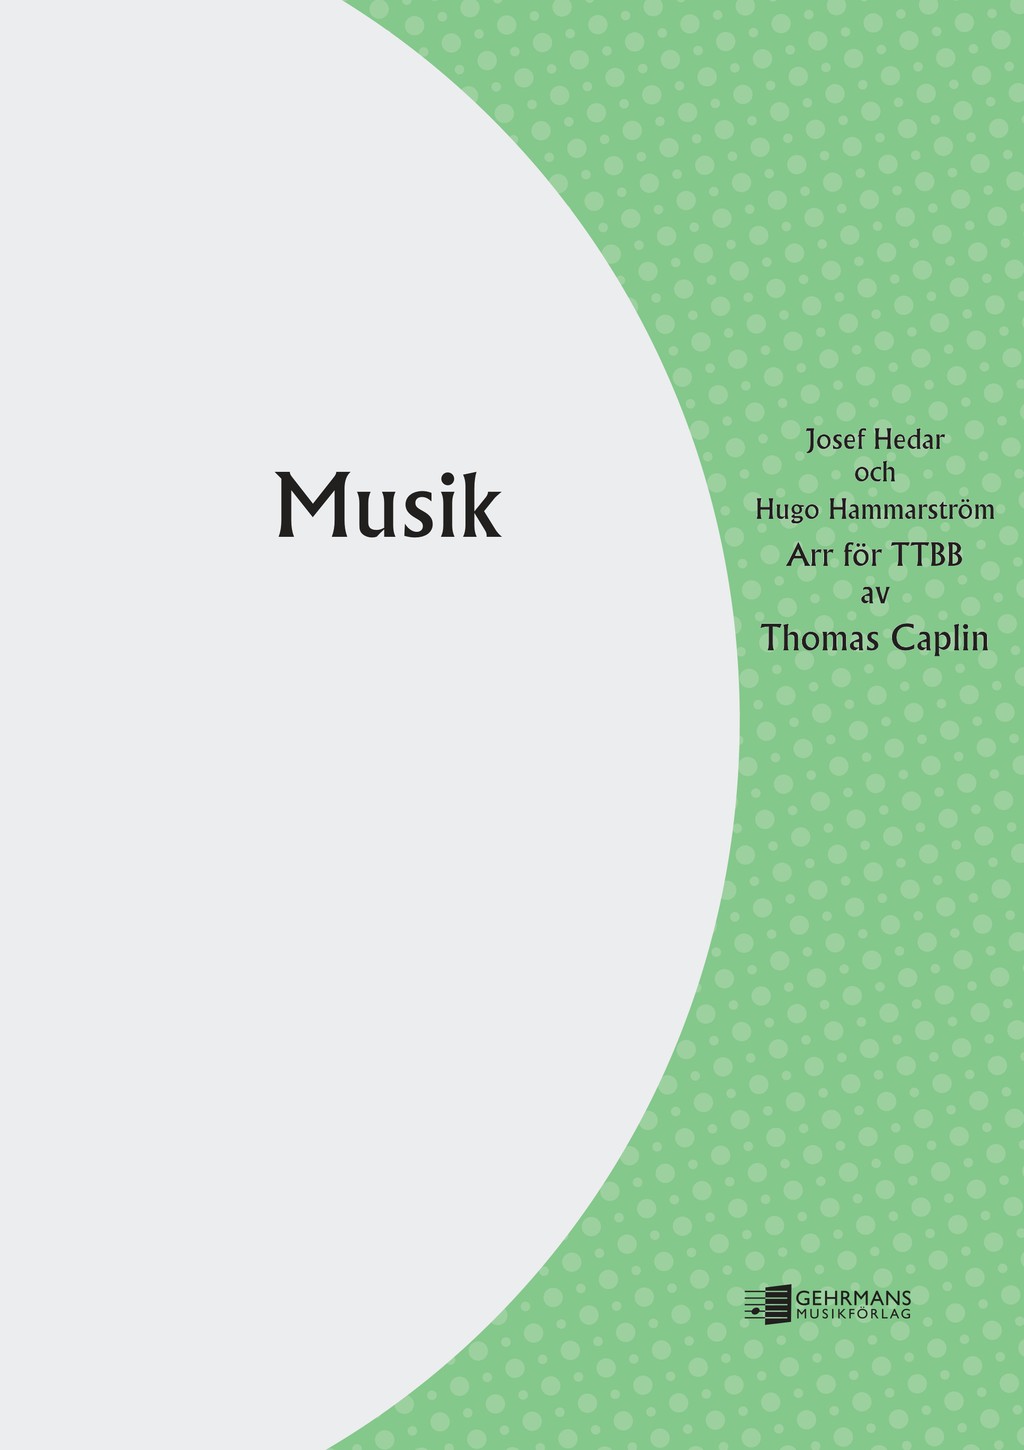 Musik
Josef Hedar
och
Hugo Hammarström
Arr för TTBB
av
Thomas Caplin
GEHRMANS
MUSIKFÖRLAG